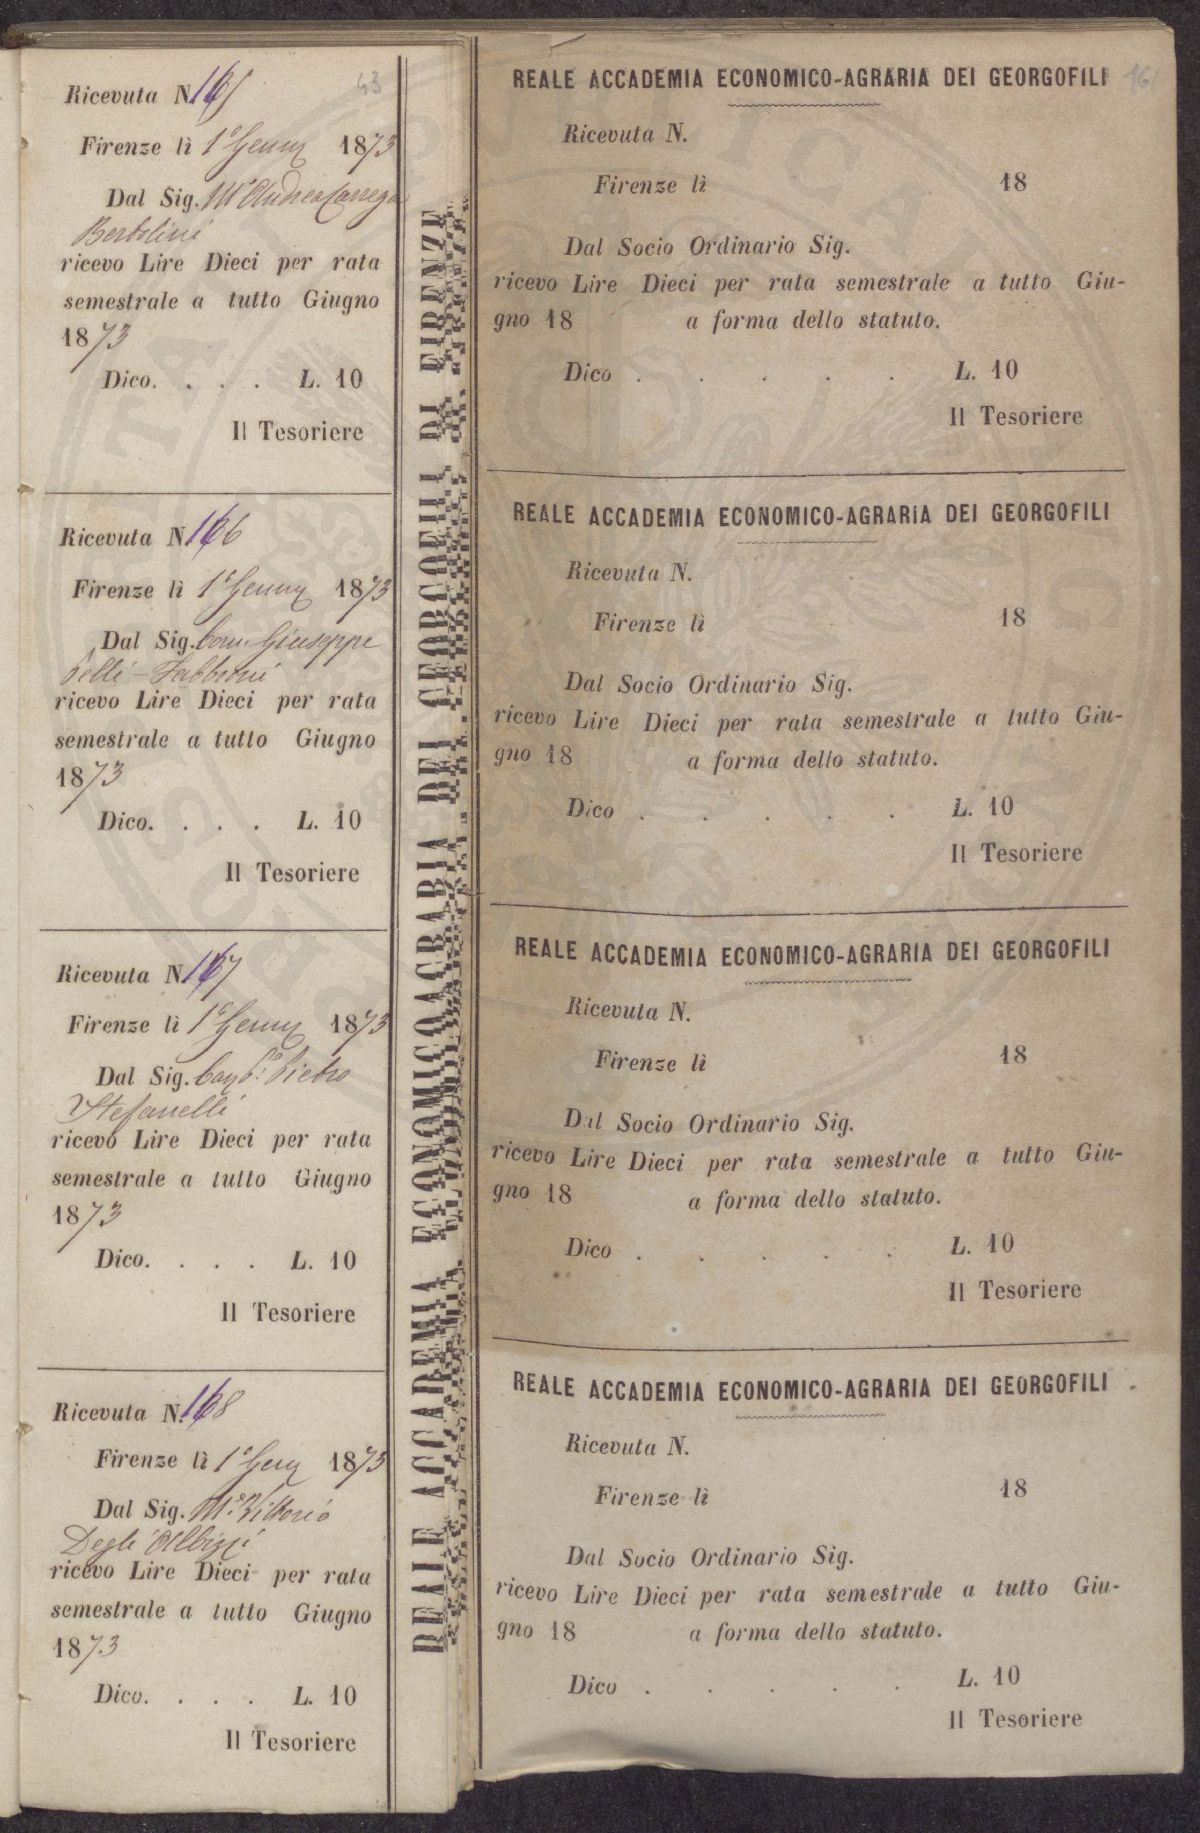 43
Ricevuta N. 165
Firenze lì 1° Genn 1873
Dal Sig. Me Andrea Carrega
Bertolini
ricevo Lire Dieci per rata
semestrale a tutto Giugno
1873
Dico. . . . L. 10
Il Tesoriere
Ricevuta N. 166
Firenze lì 1° Genn 1873
Dal Sig. Com. Giuseppe
Pelli-Fabbroni
ricevo Lire Dieci per rata
semestrale a tutto Giugno
1873
Dico. . . . L. 10
Il Tesoriere
Ricevuta N. 167
Firenze lì 1° Genn 1873
Dal Sig. Pietro
Stefanelli
ricevo Lire Dieci per rata
semestrale a tutto Giugno
1873
Dico. . . . L. 10
Il Tesoriere
Ricevuta N. 168
Firenze lì 1° Genn 1873
Dal Sig. Me Vittorio
Degli Albizzi
ricevo Lire Dieci per rata
semestrale a tutto Giugno
1873
Dico. . . . L. 10
Il Tesoriere
REALE ACCADEMIA ECONOMICO AGRARIA DEI GEORGOFILI DI FIRENZE
REALE ACCADEMIA ECONOMICO-AGRARIA DEI GEORGOFILI
Ricevuta N.
Firenze lì 18
Dal Socio Ordinario Sig.
ricevo Lire Dieci per rata semestrale a tutto Giu-
gno 18 a forma dello statuto.
Dico . . . . . L. 10
Il Tesoriere
REALE ACCADEMIA ECONOMICO-AGRARIA DEI GEORGOFILI
Ricevuta N.
Firenze lì 18
Dal Socio Ordinario Sig.
ricevo Lire Dieci per rata semestrale a tutto Giu-
gno 18 a forma dello statuto.
Dico . . . . . L. 10
Il Tesoriere
REALE ACCADEMIA ECONOMICO-AGRARIA DEI GEORGOFILI
Ricevuta N.
Firenze lì 18
Dal Socio Ordinario Sig.
ricevo Lire Dieci per rata semestrale a tutto Giu-
gno 18 a forma dello statuto.
Dico . . . . . L. 10
Il Tesoriere
REALE ACCADEMIA ECONOMICO-AGRARIA DEI GEORGOFILI
Ricevuta N.
Firenze lì 18
Dal Socio Ordinario Sig.
ricevo Lire Dieci per rata semestrale a tutto Giu-
gno 18 a forma dello statuto.
Dico . . . . . L. 10
Il Tesoriere